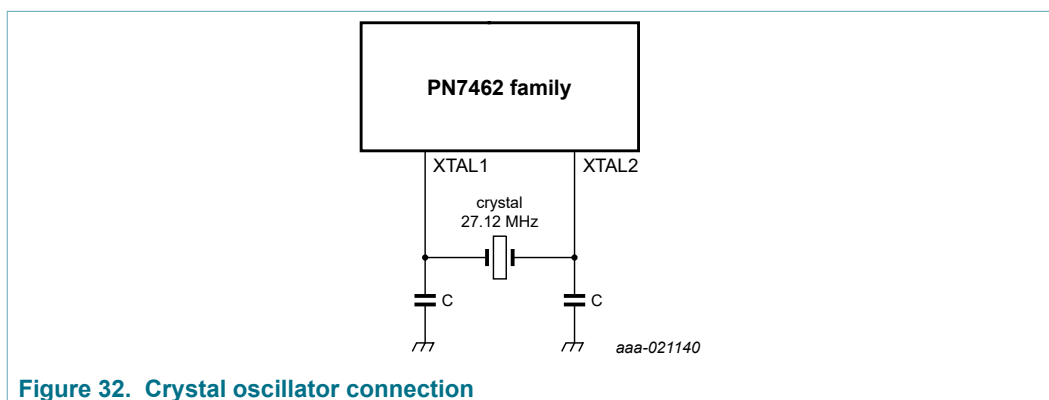 PN7462 family
XTAL1
XTAL2
crystal
27.12 MHz
C
C
aaa-021140
Figure 32. Crystal oscillator connection